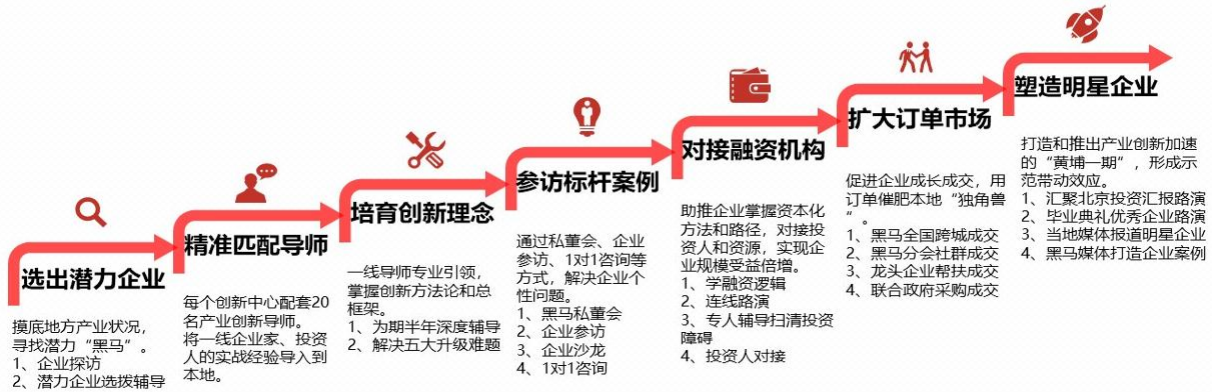 选出潜力企业
摸底地方产业状况，
寻找潜力“黑马”。
1、企业探访
2、潜力企业选拨辅导
精准匹配导师
每个创新中心配套20
名产业创新导师。
将一线企业家、投资
人的实战经验导入到
本地。
培育创新理念
一线导师专业引领，
掌握创新方法论和总
框架。
1、为期半年深度辅导
2、解决五大升级难题
参访标杆案例
通过私董会、企业
参访、1对1咨询等
方式，解决企业个
性问题。
1、黑马私董会
2、企业参访
3、企业沙龙
4、1对1咨询
对接融资机构
助推企业掌握资本化
方法和路径，对接投
资人和资源，实现企
业规模受益倍增。
1、学融资逻辑
2、连线路演
3、专人辅导扫清投资
障碍
4、投资人对接
扩大订单市场
促进企业成长成交，用
订单催肥本地“独角兽
”。
1、黑马全国跨城成交
2、黑马分会社群成交
3、龙头企业帮扶成交
4、联合政府采购成交
塑造明星企业
打造和推出产业创新加速
的“黄埔一期”，形成示
范带动效应。
1、汇聚北京投资汇报路演
2、毕业典礼优秀企业路演
3、当地媒体报道明星企业
4、黑马媒体打造企业案例